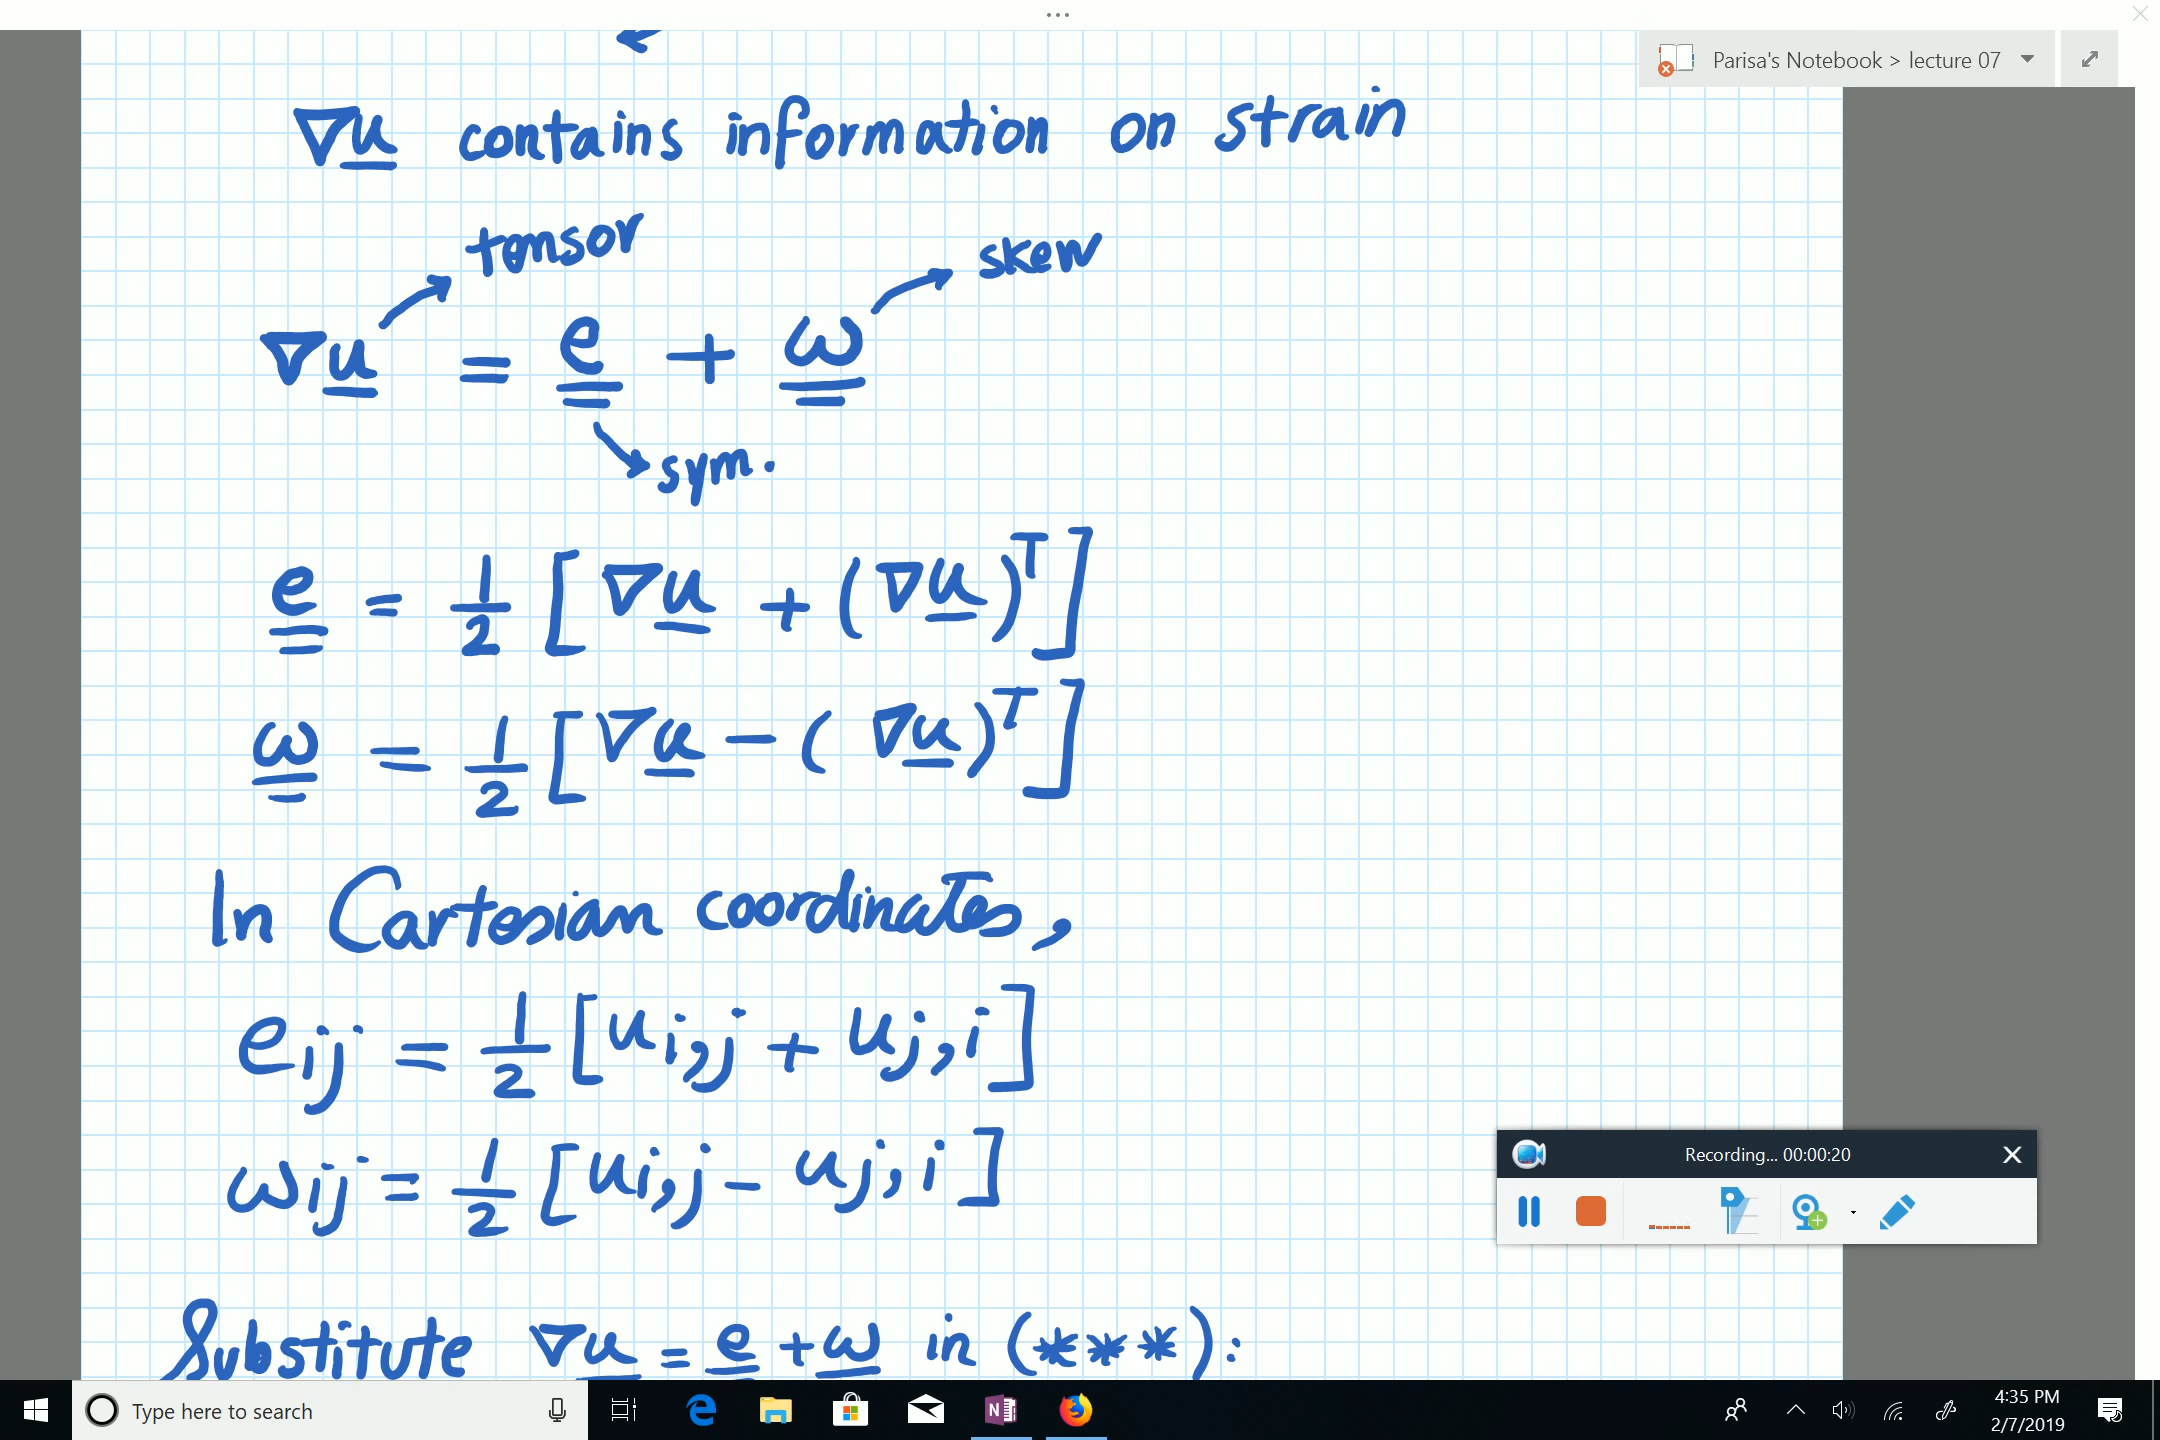 Parisa's Notebook > lecture 07
∇u contains information on strain
tensor
skew
∇u = e + ω
sym.
e = 1/2 [∇u + (∇u)^T]
ω = 1/2 [∇u - (∇u)^T]
In Cartesian coordinates,
eij = 1/2 [ui,j + uj,i]
ωij = 1/2 [ui,j - uj,i]
Recording... 00:00:20
Substitute ∇u = e + ω in (***):
Type here to search
4:35 PM
2/7/2019